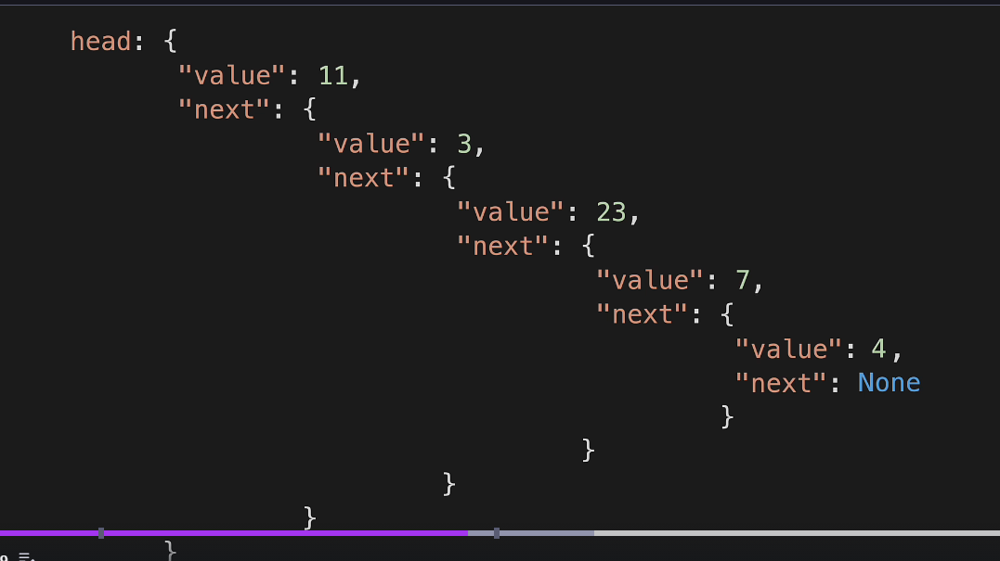 head: {
"value": 11,
"next": {
"value": 3,
"next": {
"value": 23,
"next": {
"value": 7,
"next": {
"value": 4,
"next": None
}
}
}
}
}